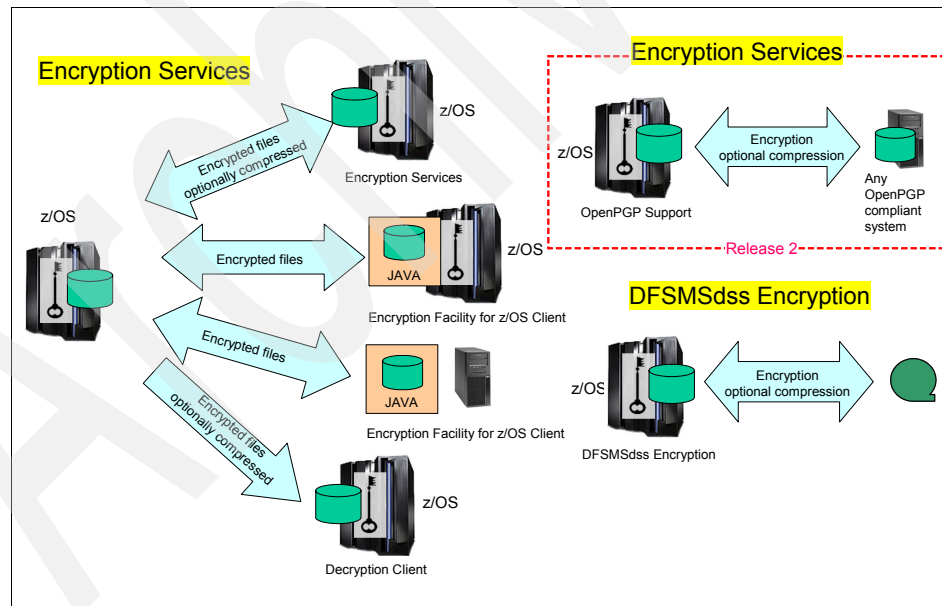 Encryption Services
z/OS
Encrypted files
optionally compressed
z/OS
Encryption Services
Encrypted files
JAVA
z/OS
Encryption Facility for z/OS Client
Encrypted files
JAVA
Encryption Facility for z/OS Client
Encrypted files
optionally compressed
z/OS
Decryption Client
Encryption Services
z/OS
OpenPGP Support
Encryption
optional compression
Any
OpenPGP
compliant
system
Release 2
DFSMSdss Encryption
z/OS
DFSMSdss Encryption
Encryption
optional compression